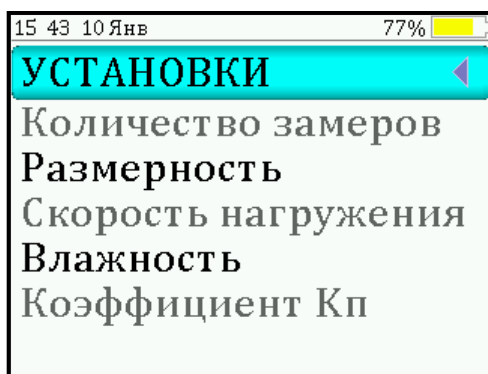 15 43 10 Янв 77%
УСТАНОВКИ
Количество замеров
Размерность
Скорость нагружения
Влажность
Коэффициент Кп